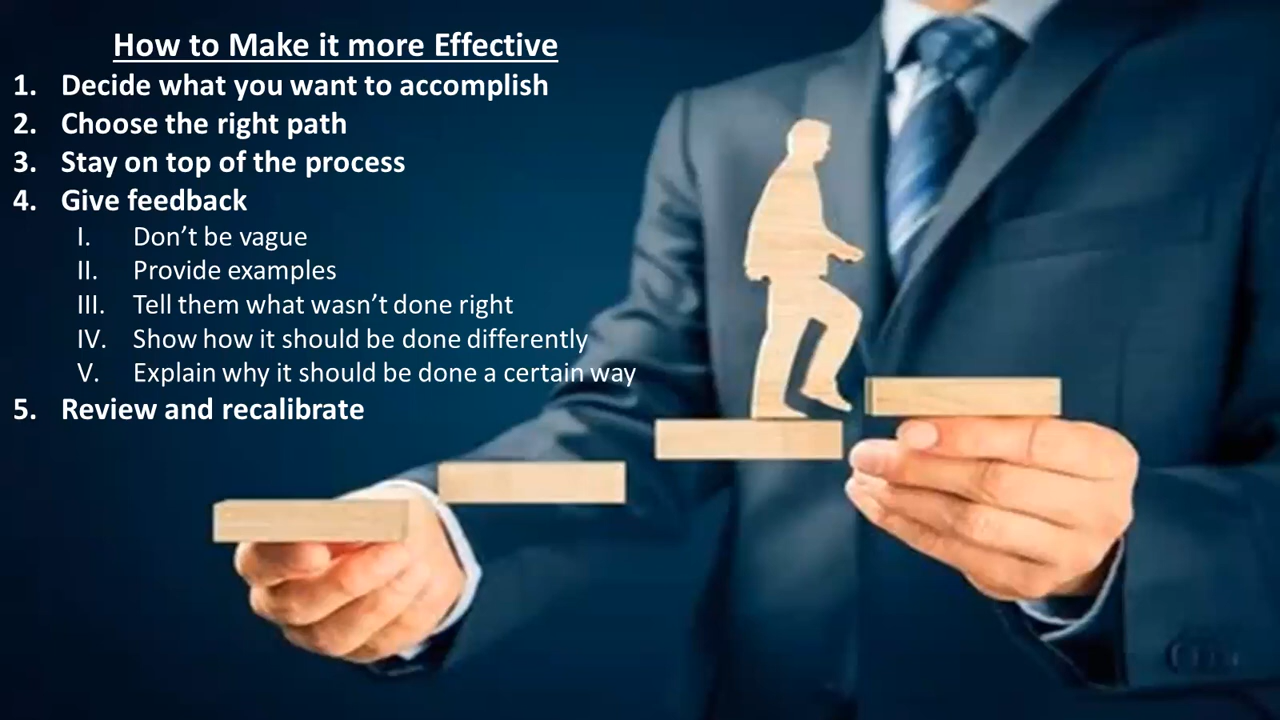 How to Make it more Effective
1. Decide what you want to accomplish
2. Choose the right path
3. Stay on top of the process
4. Give feedback
I. Don’t be vague
II. Provide examples
III. Tell them what wasn’t done right
IV. Show how it should be done differently
V. Explain why it should be done a certain way
5. Review and recalibrate